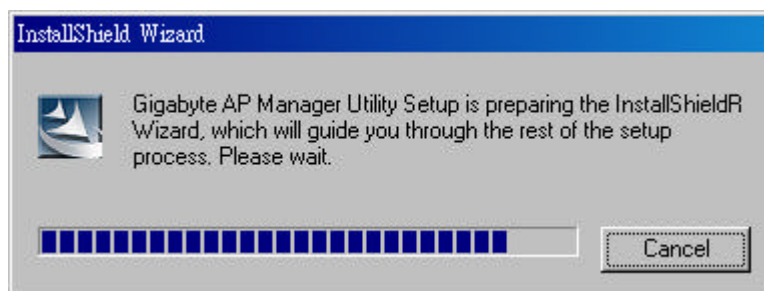 InstallShield Wizard
Gigabyte AP Manager Utility Setup is preparing the InstallShieldR
Wizard, which will guide you through the rest of the setup
process. Please wait.
Cancel